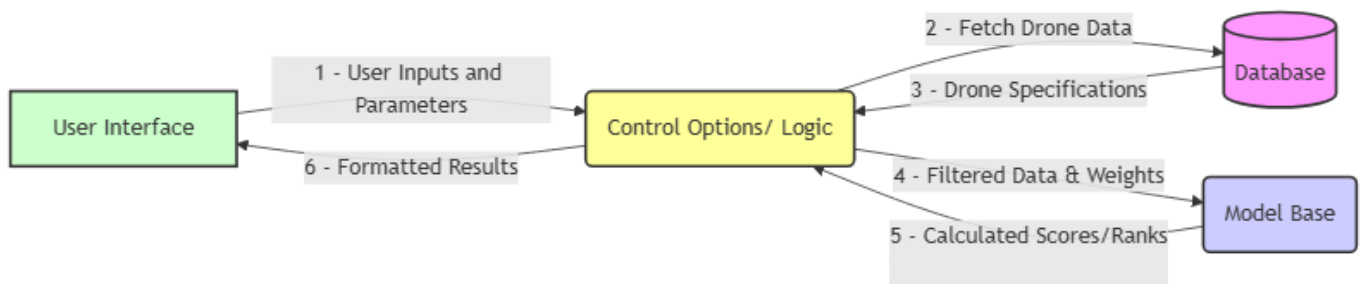 User Interface
1 - User Inputs and
Parameters
6 - Formatted Results
Control Options/ Logic
2 - Fetch Drone Data
3 - Drone Specifications
Database
4 - Filtered Data & Weights
5 - Calculated Scores/Ranks
Model Base